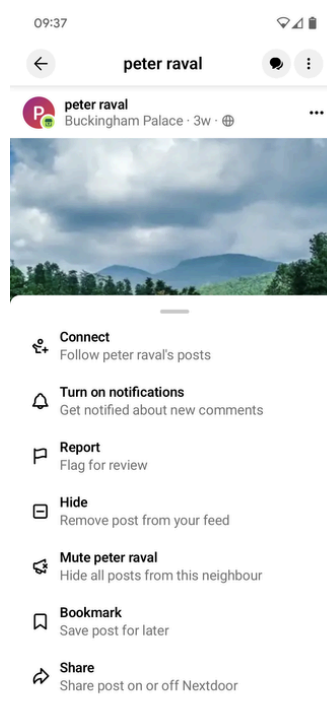 09:37
peter raval
P
peter raval
Buckingham Palace · 3w ·
Connect
Follow peter raval's posts
Turn on notifications
Get notified about new comments
Report
Flag for review
Hide
Remove post from your feed
Mute peter raval
Hide all posts from this neighbour
Bookmark
Save post for later
Share
Share post on or off Nextdoor